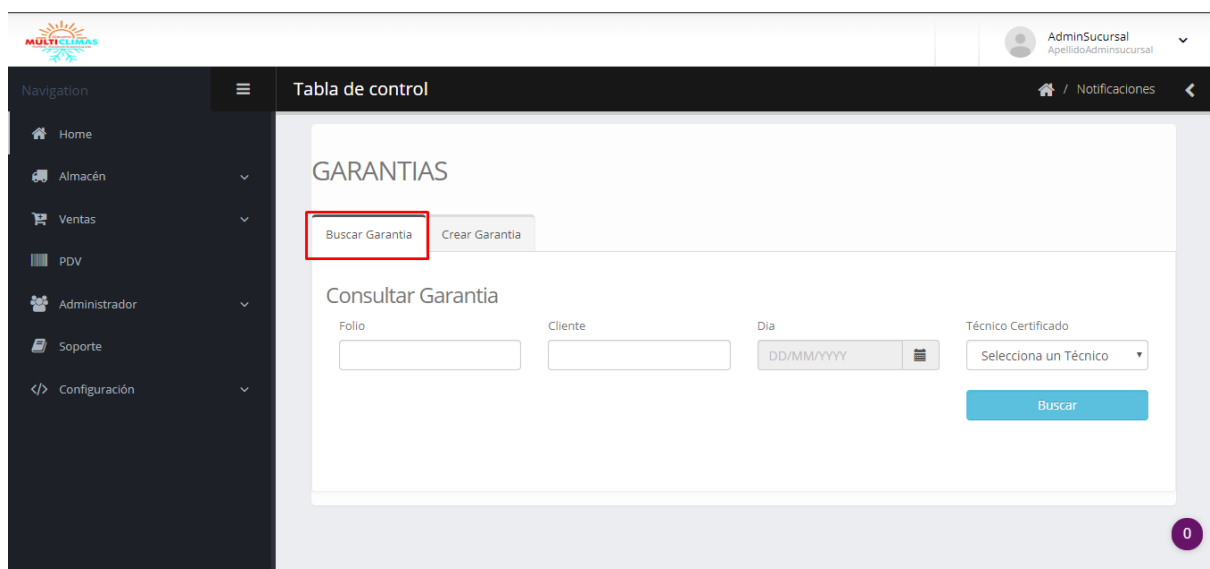 MULTICLIMAS
AdminSucursal
ApellidoAdminsucursal
Navigation
Tabla de control
/ Notificaciones
Home
Almacén
Ventas
PDV
Administrador
Soporte
</> Configuración
GARANTIAS
Buscar Garantia
Crear Garantia
Consultar Garantia
Folio
Cliente
Dia
Técnico Certificado
DD/MM/YYYY
Selecciona un Técnico
Buscar
0